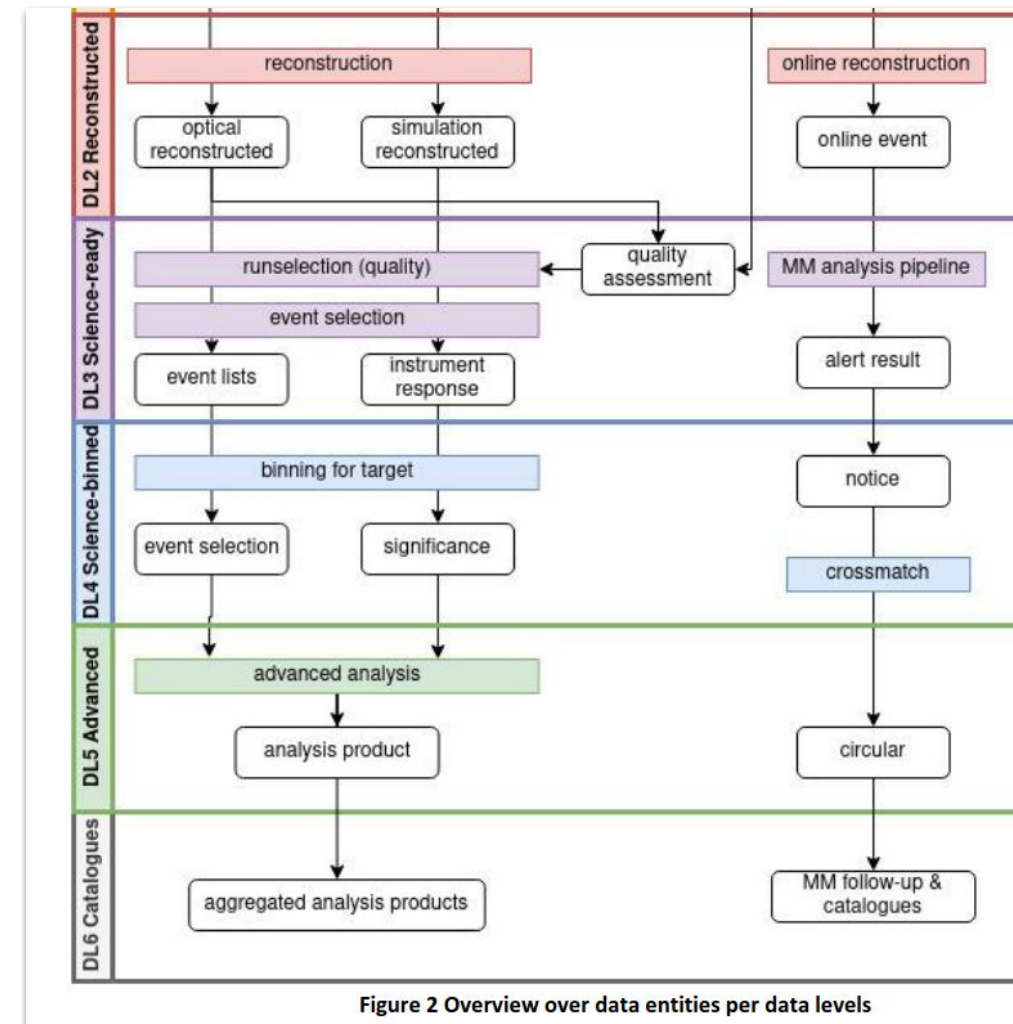 DL2 Reconstructed
reconstruction
online reconstruction
optical
reconstructed
simulation
reconstructed
online event
DL3 Science-ready
runselection (quality)
quality
assessment
MM analysis pipeline
event selection
event lists
instrument
response
alert result
DL4 Science-binned
binning for target
notice
event selection
significance
crossmatch
DL5 Advanced
advanced analysis
analysis product
circular
DL6 Catalogues
aggregated analysis products
MM follow-up &
catalogues
Figure 2 Overview over data entities per data levels